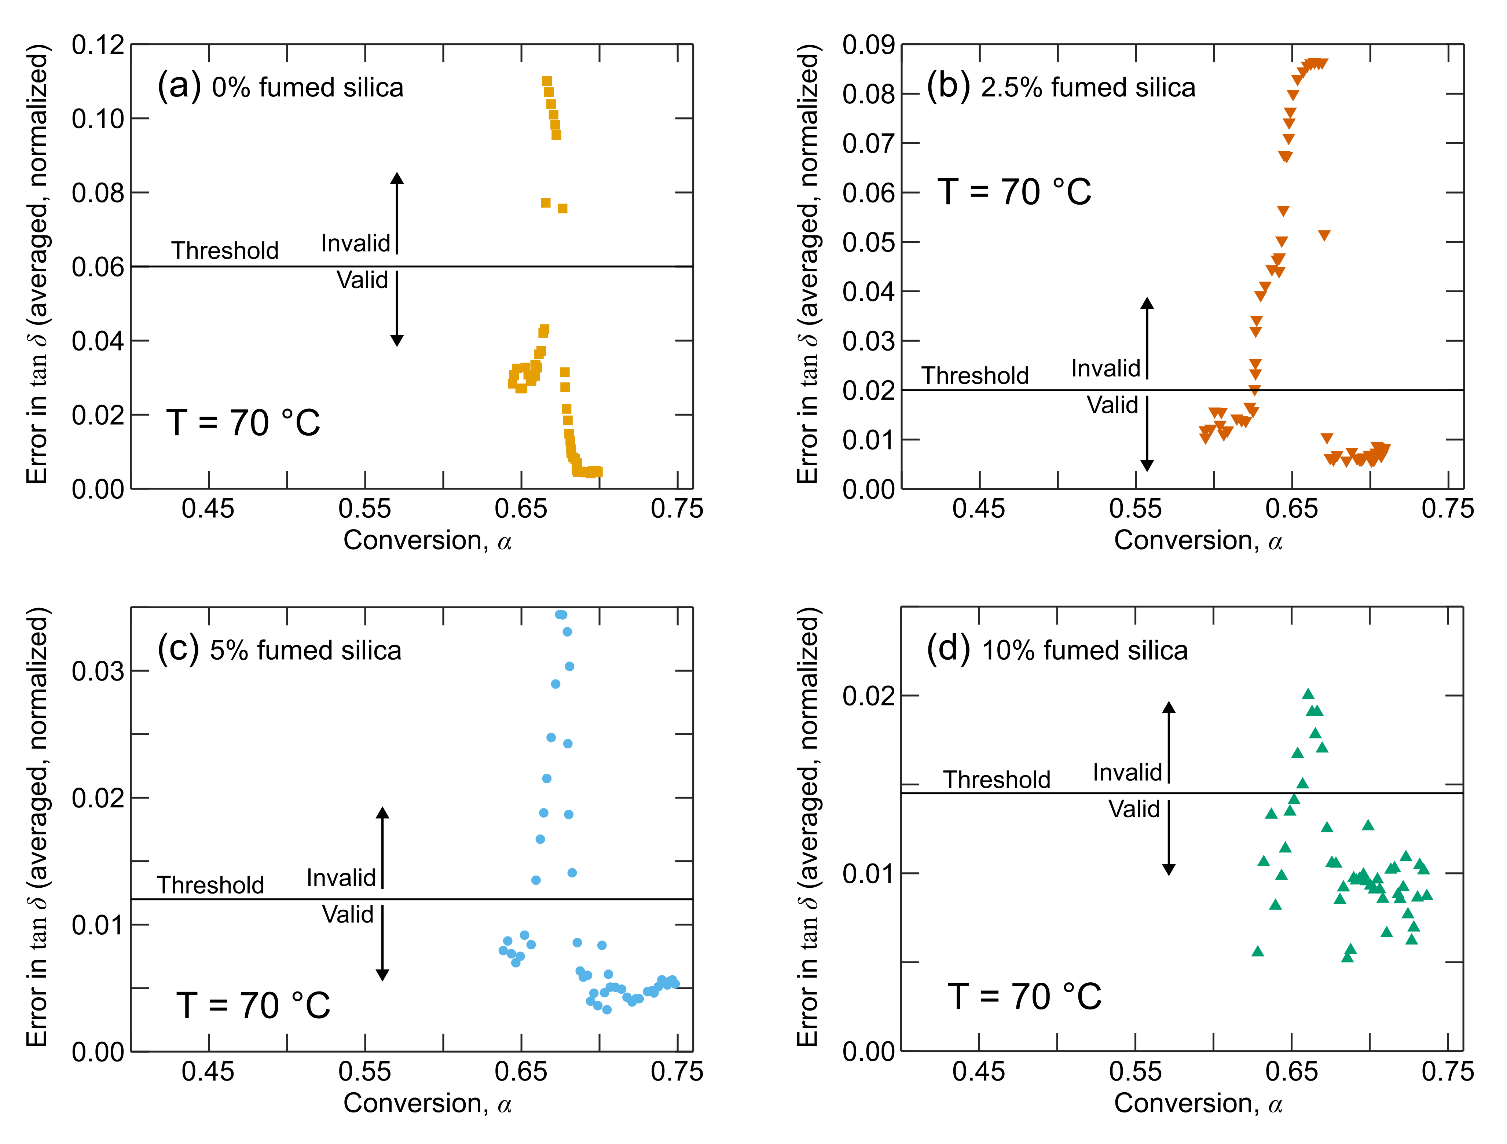 (a) 0% fumed silica
0.12
0.10
0.08
0.06
0.04
0.02
0.00
Error in tan δ (averaged, normalized)
Threshold
Invalid
Valid
T = 70 °C
0.45 0.55 0.65 0.75
Conversion, α
(b) 2.5% fumed silica
0.09
0.08
0.07
0.06
0.05
0.04
0.03
0.02
0.01
0.00
Error in tan δ (averaged, normalized)
T = 70 °C
Threshold
Invalid
Valid
0.45 0.55 0.65 0.75
Conversion, α
(c) 5% fumed silica
0.03
0.02
0.01
0.00
Error in tan δ (averaged, normalized)
Threshold
Invalid
Valid
T = 70 °C
0.45 0.55 0.65 0.75
Conversion, α
(d) 10% fumed silica
0.02
0.01
0.00
Error in tan δ (averaged, normalized)
Threshold
Invalid
Valid
T = 70 °C
0.45 0.55 0.65 0.75
Conversion, α